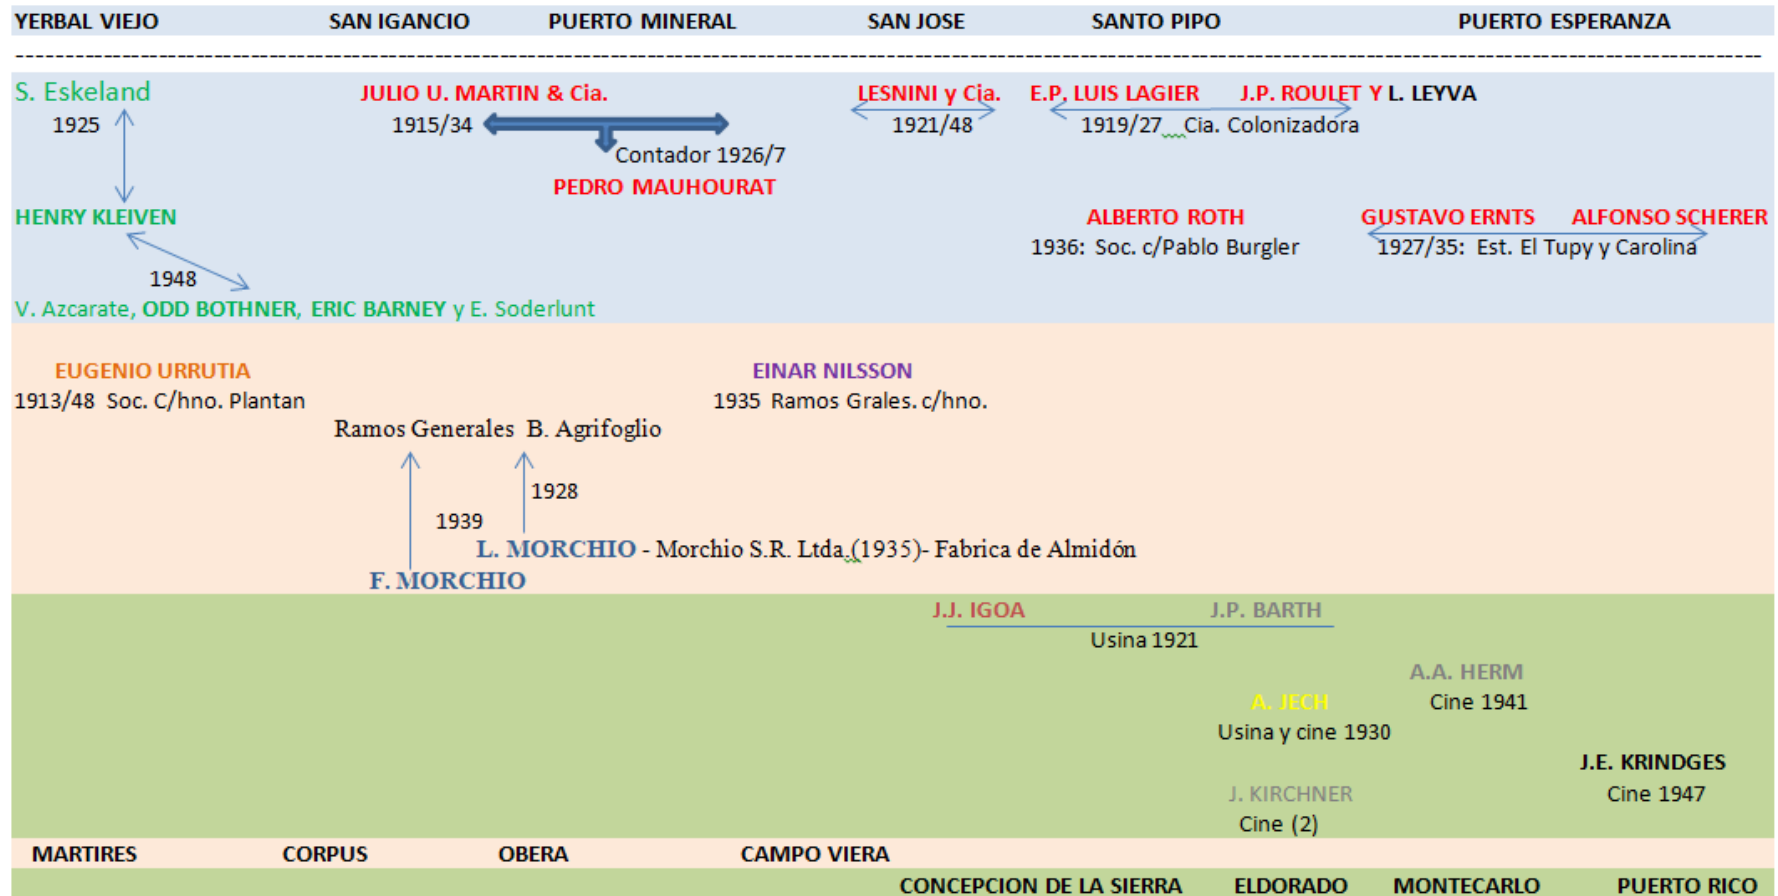 YERBAL VIEJO SAN IGANCIO PUERTO MINERAL SAN JOSE SANTO PIPO PUERTO ESPERANZA
S. Eskeland JULIO U. MARTIN & Cia. LESNINI y Cia. E.P. LUIS LAGIER J.P. ROULET Y L. LEYVA
1925 1915/34 1921/48 1919/27 Cia. Colonizadora
Contador 1926/7
PEDRO MAUHOURAT
HENRY KLEIVEN ALBERTO ROTH GUSTAVO ERNTS ALFONSO SCHERER
1936: Soc. c/Pablo Burgler 1927/35: Est. El Tupy y Carolina
1948
V. Azcarate, ODD BOTHNER, ERIC BARNEY y E. Soderlunt
EUGENIO URRUTIA EINAR NILSSON
1913/48 Soc. C/hno. Plantan 1935 Ramos Grales. c/hno.
Ramos Generales B. Agrifoglio
1928
1939
L. MORCHIO - Morchio S.R. Ltda.(1935)- Fabrica de Almidón
F. MORCHIO
J.J. IGOA J.P. BARTH
Usina 1921
A.A. HERM
A. JECH Cine 1941
Usina y cine 1930
J.E. KRINDGES
J. KIRCHNER Cine 1947
Cine (2)
MARTIRES CORPUS OBERA CAMPO VIERA
CONCEPCION DE LA SIERRA ELDORADO MONTECARLO PUERTO RICO